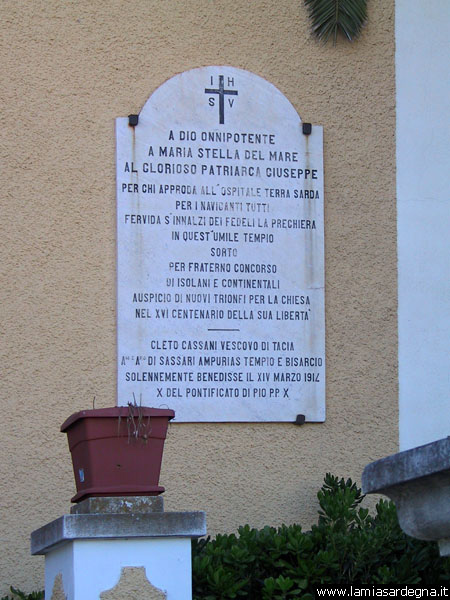 I H
S V
A DIO ONNIPOTENTE
A MARIA STELLA DEL MARE
AL GLORIOSO PATRIARCA GIUSEPPE
PER CHI APPRODA ALL'OSPITALE TERRA SARDA
PER I NAVIGANTI TUTTI
FERVIDA S'INNALZI DEI FEDELI LA PREGHIERA
IN QUEST'UMILE TEMPIO
SORTO
PER FRATERNO CONCORSO
DI ISOLANI E CONTINENTALI
AUSPICIO DI NUOVI TRIONFI PER LA CHIESA
NEL XVI CENTENARIO DELLA SUA LIBERTA'
CLETO CASSANI VESCOVO DI TACIA
DI SASSARI AMPURIAS TEMPIO E BISARCIO
SOLENNEMENTE BENEDISSE IL XIV MARZO 1914
X DEL PONTIFICATO DI PIO P.P. X
www.lamiasardegna.it